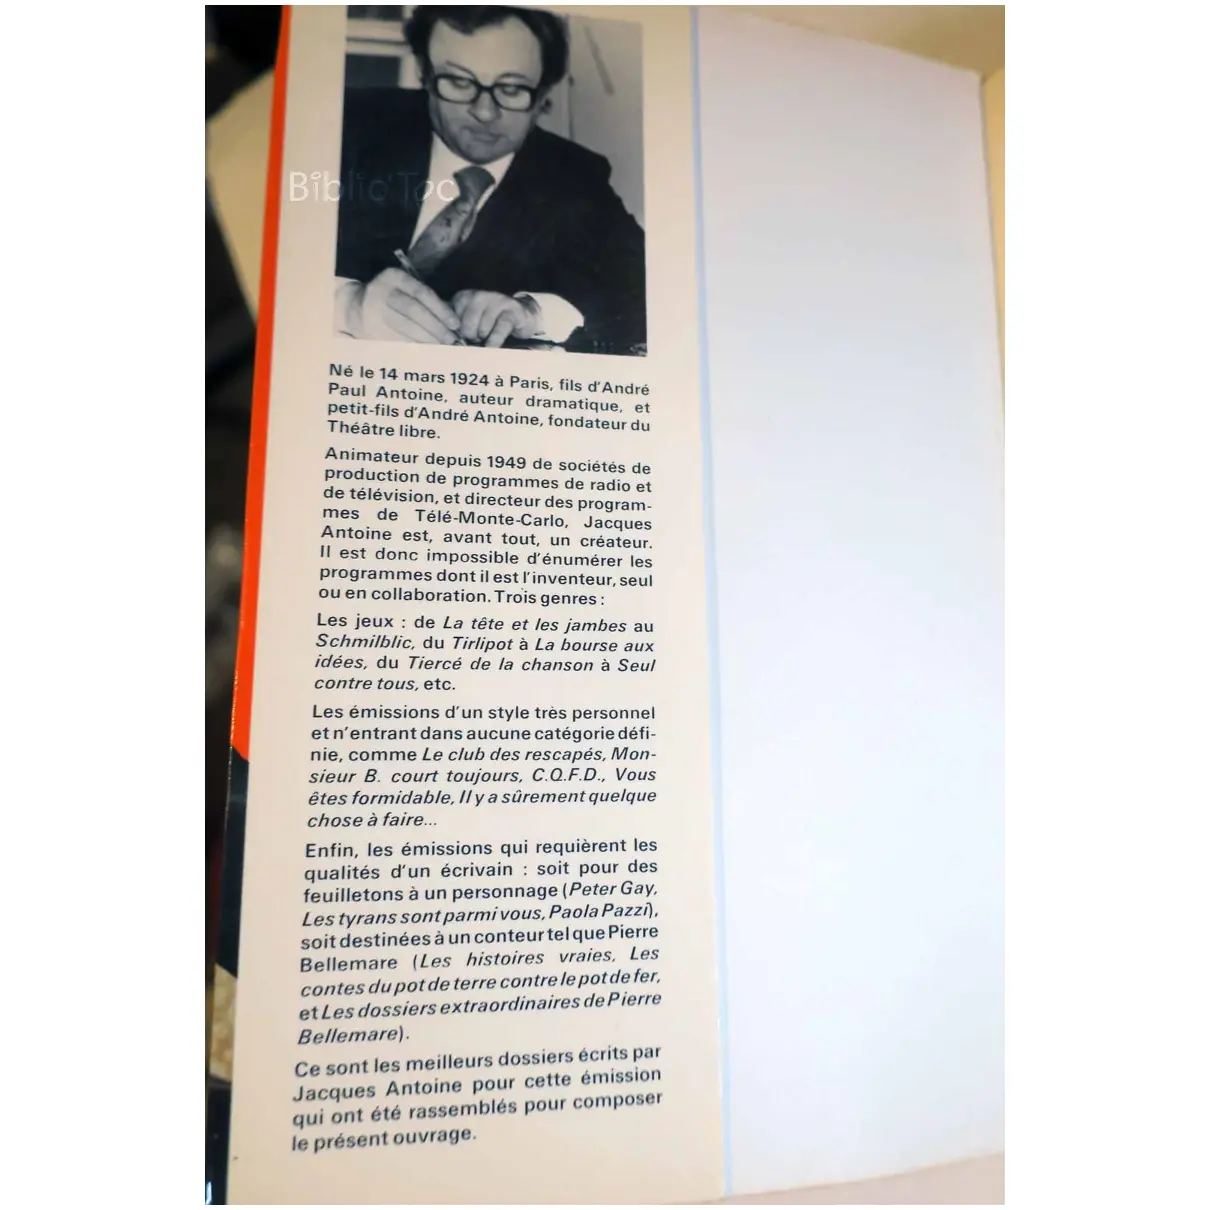 Biblio'Toc
Né le 14 mars 1924 à Paris, fils d'André
Paul Antoine, auteur dramatique, et
petit-fils d'André Antoine, fondateur du
Théâtre libre.
Animateur depuis 1949 de sociétés de
production de programmes de radio et
de télévision, et directeur des program-
mes de Télé-Monte-Carlo, Jacques
Antoine est, avant tout, un créateur.
Il est donc impossible d'énumérer les
programmes dont il est l'inventeur, seul
ou en collaboration. Trois genres :
Les jeux : de La tête et les jambes au
Schmilblic, du Tirlipot à La bourse aux
idées, du Tiercé de la chanson à Seul
contre tous, etc.
Les émissions d'un style très personnel
et n'entrant dans aucune catégorie défi-
nie, comme Le club des rescapés, Mon-
sieur B. court toujours, C.Q.F.D., Vous
êtes formidable, Il y a sûrement quelque
chose à faire...
Enfin, les émissions qui requièrent les
qualités d'un écrivain : soit pour des
feuilletons à un personnage (Peter Gay,
Les tyrans sont parmi vous, Paola Pazzi),
soit destinées à un conteur tel que Pierre
Bellemare (Les histoires vraies, Les
contes du pot de terre contre le pot de fer,
et Les dossiers extraordinaires de Pierre
Bellemare).
Ce sont les meilleurs dossiers écrits par
Jacques Antoine pour cette émission
qui ont été rassemblés pour composer
le présent ouvrage.